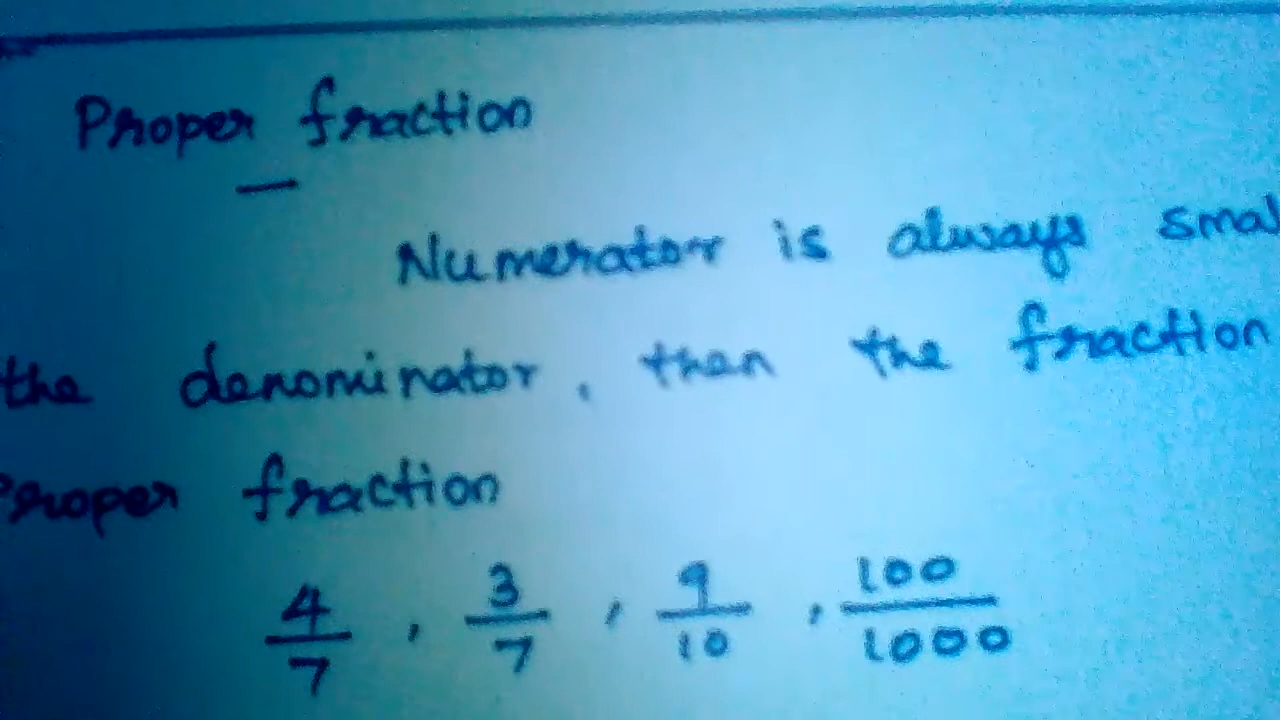 Proper fraction
Numerator is always smal
the denominator, then the fraction
Proper fraction
4/7, 3/7, 9/10, 100/1000